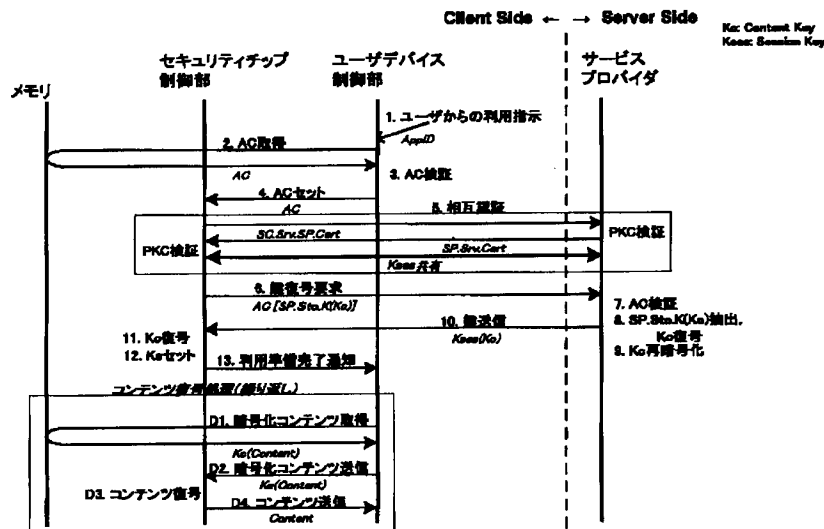 Client Side ← → Server Side
Kc: Content Key
Kses: Session Key
メモリ
セキュリティチップ
制御部
ユーザデバイス
制御部
サービス
プロバイダ
1. ユーザからの利用指示
AppID
2. AC取得
AC
3. AC検証
4. ACセット
AC
5. 相互認証
PKC検証
SC.Srv.SP.Cert
SP.Srv.Cert
Kses共有
PKC検証
6. 鍵復号要求
AC [SP.Sto.K(Kc)]
7. AC検証
8. SP.Sto.K(Kc)抽出,
Kc復号
9. Kc再暗号化
10. 鍵送信
Kses(Kc)
11. Kc復号
12. Kcセット
13. 利用準備完了通知
コンテンツ復号処理(繰り返し)
D1. 暗号化コンテンツ取得
Kc(Content)
D2. 暗号化コンテンツ送信
Kc(Content)
D3. コンテンツ復号
D4. コンテンツ送信
Content